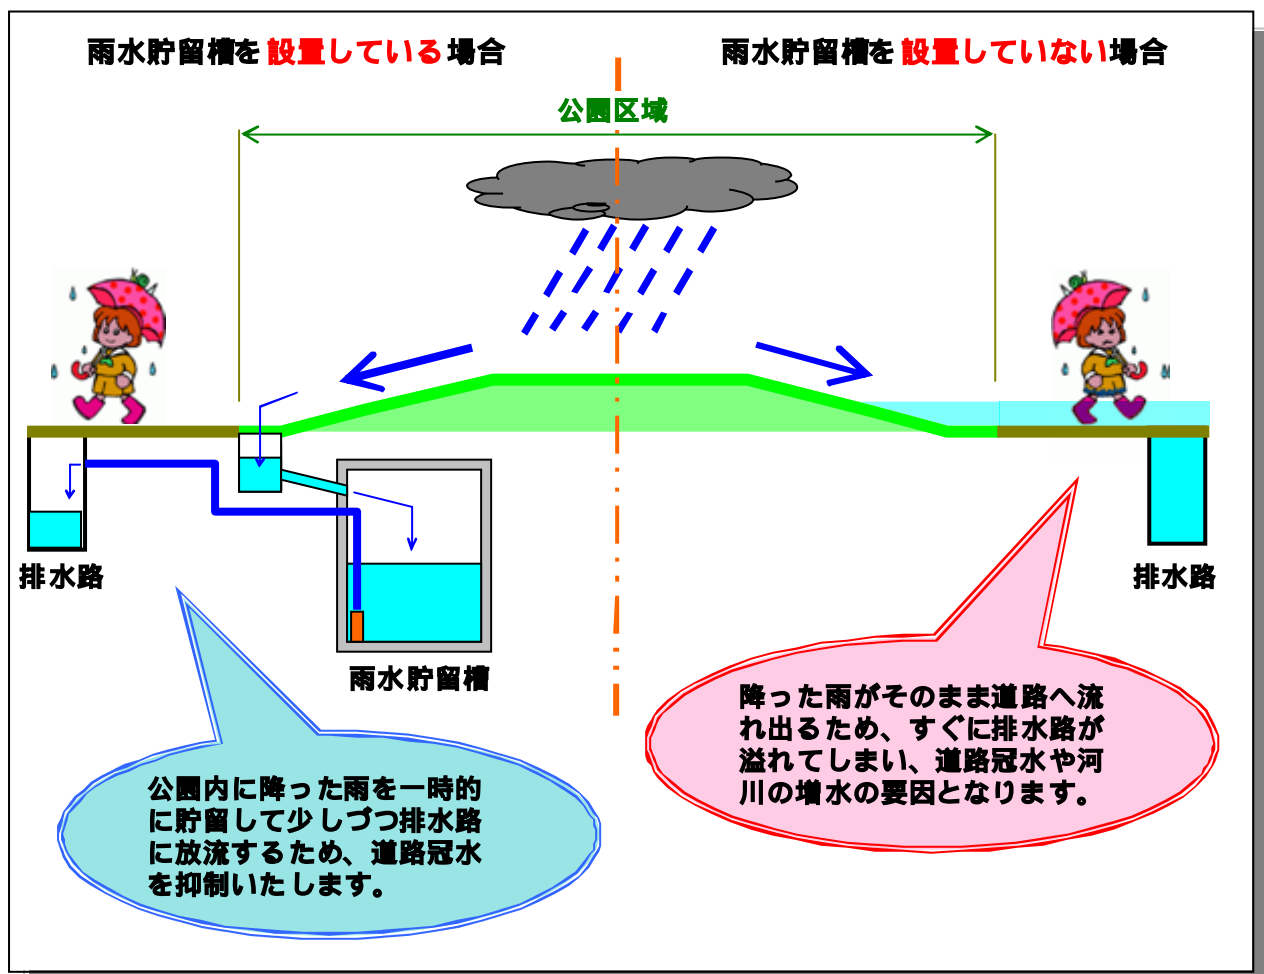 雨水貯留槽を設置している場合
雨水貯留槽を設置していない場合
公園区域
排水路
雨水貯留槽
排水路
公園内に降った雨を一時的
に貯留して少しづつ排水路
に放流するため、道路冠水
を抑制いたします。
降った雨がそのまま道路へ流
れ出るため、すぐに排水路が
溢れてしまい、道路冠水や河
川の増水の要因となります。